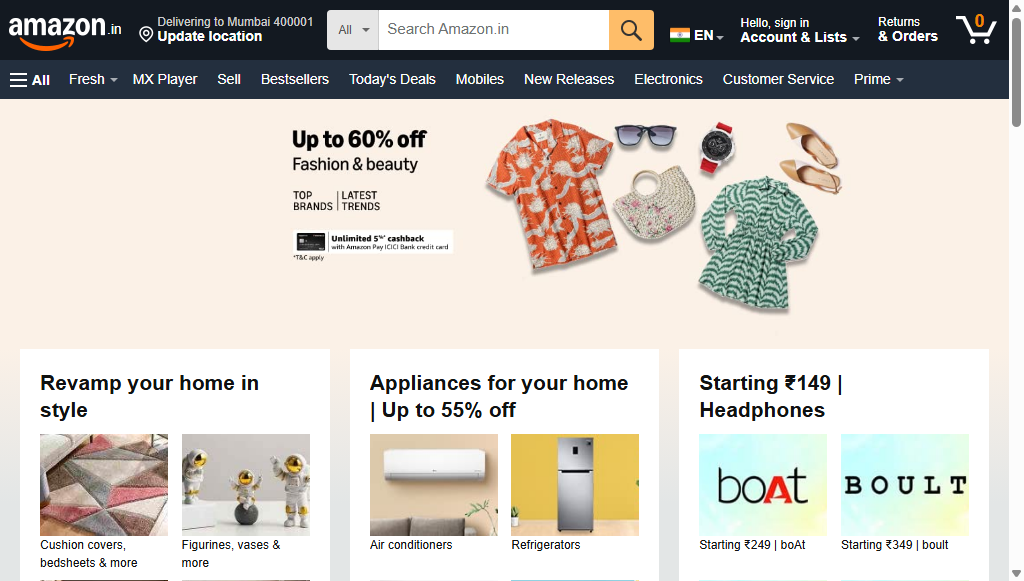 amazon.in
Delivering to Mumbai 400001
Update location
All
Search Amazon.in
EN
Hello, sign in
Account & Lists
Returns
& Orders
0
All
Fresh
MX Player
Sell
Bestsellers
Today's Deals
Mobiles
New Releases
Electronics
Customer Service
Prime
Up to 60% off
Fashion & beauty
TOP BRANDS | LATEST TRENDS
Unlimited 5%* cashback
with Amazon Pay ICICI Bank credit card
*T&C apply
Revamp your home in
style
Cushion covers,
bedsheets & more
Figurines, vases &
more
Appliances for your home
| Up to 55% off
Air conditioners
Refrigerators
Starting ₹149 |
Headphones
boAt
BOULT
Starting ₹249 | boAt
Starting ₹349 | boult